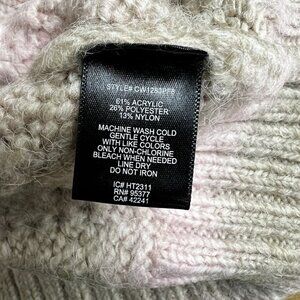 STYLE#
61% ACRYLIC
26% POLYESTER
13% NYLON
MACHINE WASH COLD
GENTLE CYCLE
WITH LIKE COLORS
ONLY NON-CHLORINE
BLEACH WHEN NEEDED
LINE DRY
DO NOT IRON
IC# HT2311
RN# 95377
CA# 42241